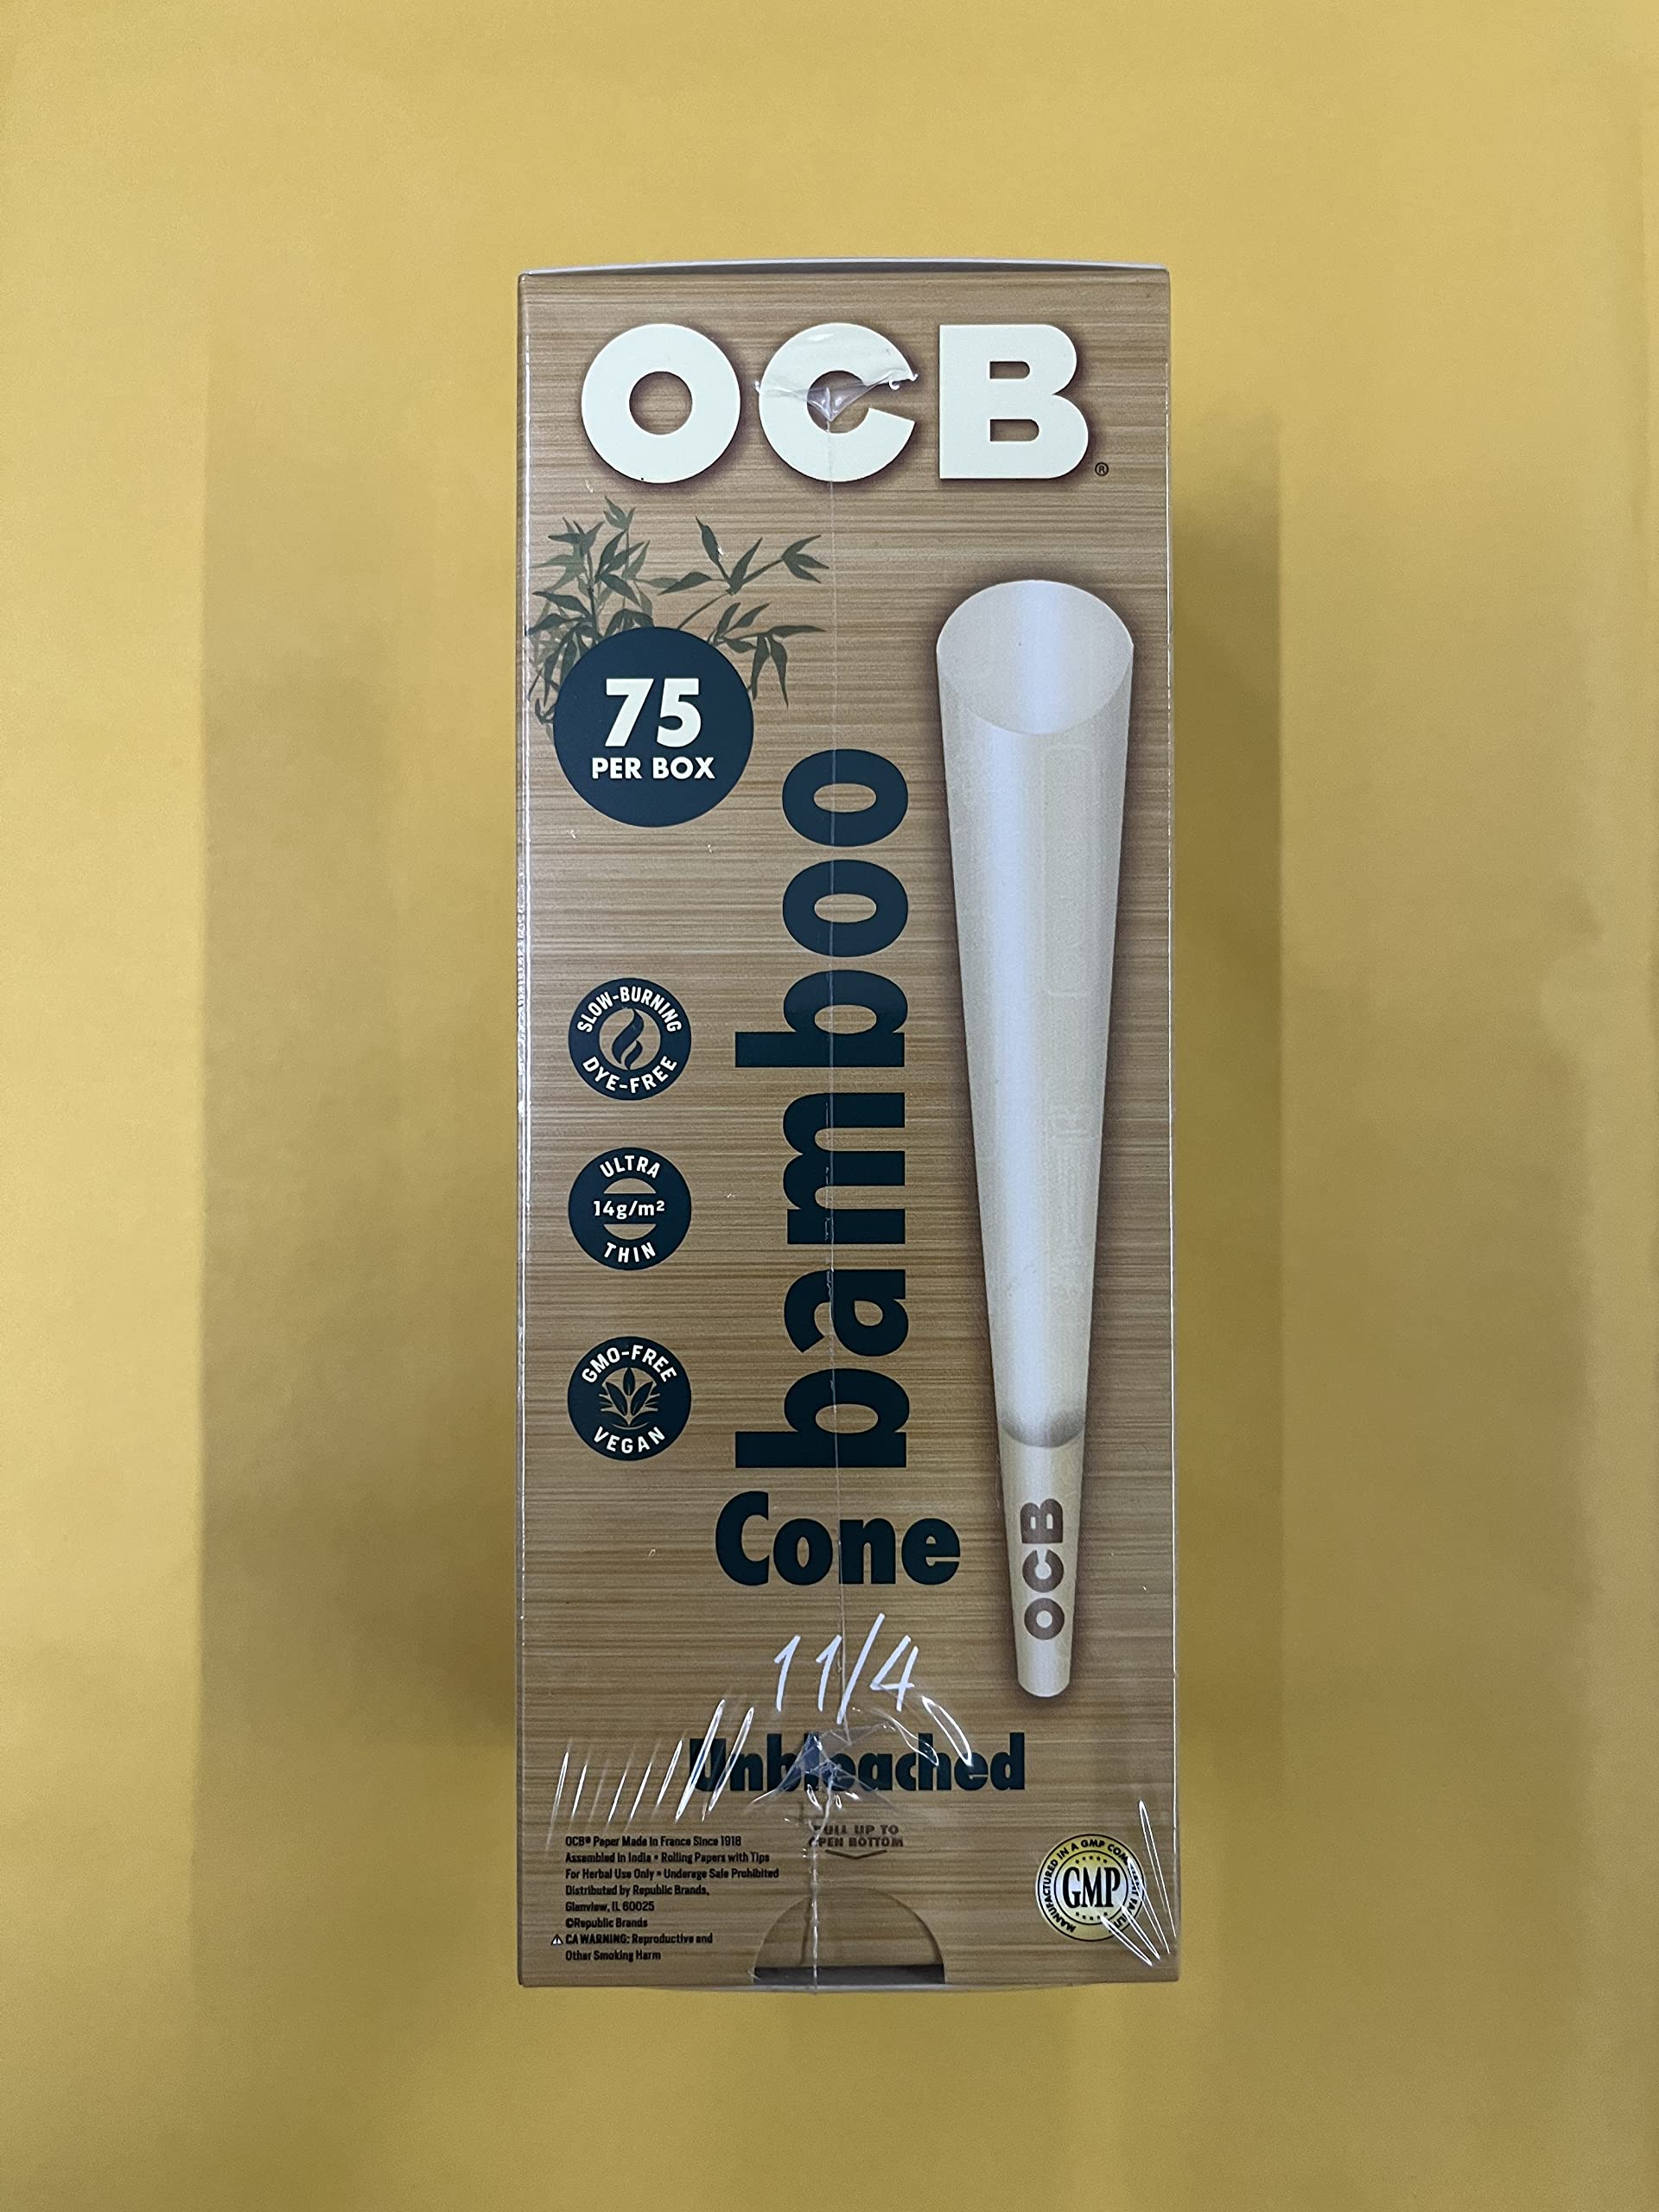 OCB®
75
PER BOX
bamboo
SLOW-BURNING
DYE-FREE
ULTRA
14g/m²
THIN
GMO-FREE
VEGAN
Cone
OCB
1 1/4
Unbleached
PULL UP TO
OPEN BOTTOM
OCB® Paper Made In France Since 1918
Assembled in India • Rolling Papers with Tips
For Herbal Use Only • Underage Sale Prohibited
Distributed by Republic Brands,
Glenview, IL 60025
©Republic Brands
⚠ CA WARNING: Reproductive and
Other Smoking Harm
MANUFACTURED IN A GMP
GMP